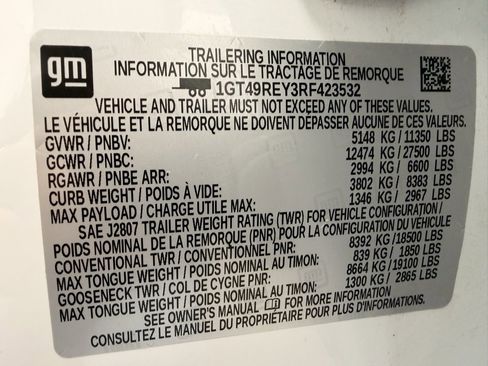 gm
TRAILERING INFORMATION
INFORMATION SUR LE TRACTAGE DE REMORQUE
1GT49REY3RF423532
VEHICLE AND TRAILER MUST NOT EXCEED ANY OF THESE VALUES.
LE VÉHICULE ET LA REMORQUE NE DOIVENT DÉPASSER AUCUNE DE CES VALEURS.
GVWR / PNBV: 5148 KG / 11350 LBS
GCWR / PNBC: 12474 KG / 27500 LBS
RGAWR / PNBE ARR: 2994 KG / 6600 LBS
CURB WEIGHT / POIDS À VIDE: 3802 KG / 8383 LBS
MAX PAYLOAD / CHARGE UTILE MAX: 1346 KG / 2967 LBS
SAE J2807 TRAILER WEIGHT RATING (TWR) FOR VEHICLE CONFIGURATION /
POIDS NOMINAL DE LA REMORQUE (PNR) POUR LA CONFIGURATION DU VÉHICULE
CONVENTIONAL TWR / CONVENTIONNEL PNR: 8392 KG /18500 LBS
MAX TONGUE WEIGHT / POIDS MAXIMAL AU TIMON: 839 KG / 1850 LBS
GOOSENECK TWR / COL DE CYGNE PNR: 8664 KG /19100 LBS
MAX TONGUE WEIGHT / POIDS MAXIMAL AU TIMON: 1300 KG / 2865 LBS
SEE OWNER'S MANUAL FOR MORE INFORMATION
CONSULTEZ LE MANUEL DU PROPRIÉTAIRE POUR PLUS D'INFORMATIONS.